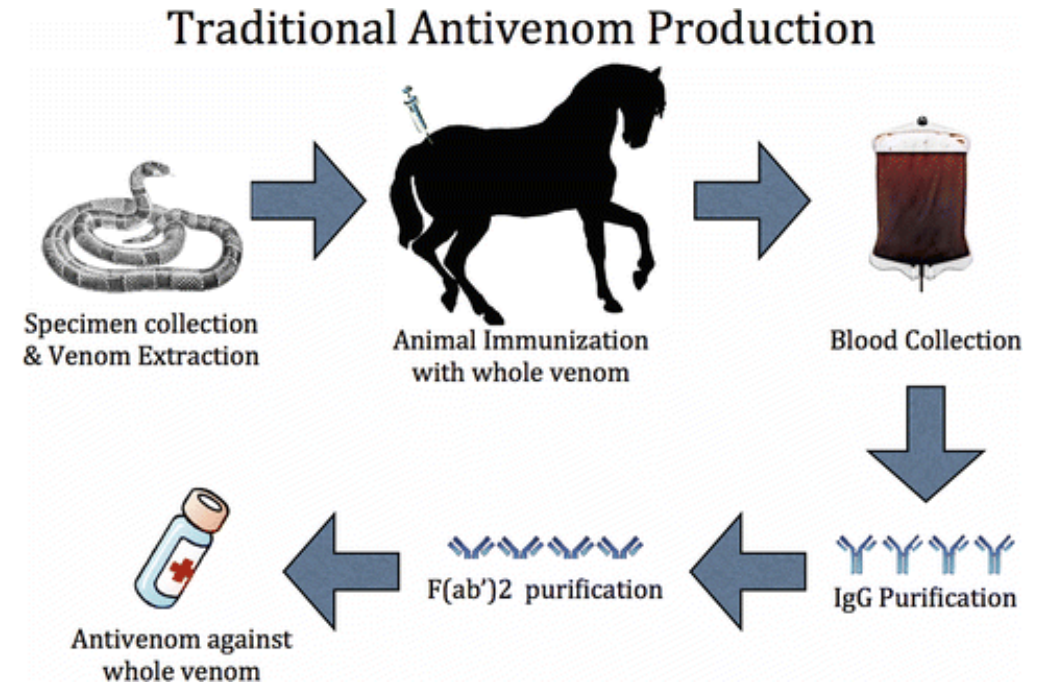 Traditional Antivenom Production
Specimen collection
& Venom Extraction
Animal Immunization
with whole venom
Blood Collection
IgG Purification
F(ab')2 purification
Antivenom against
whole venom